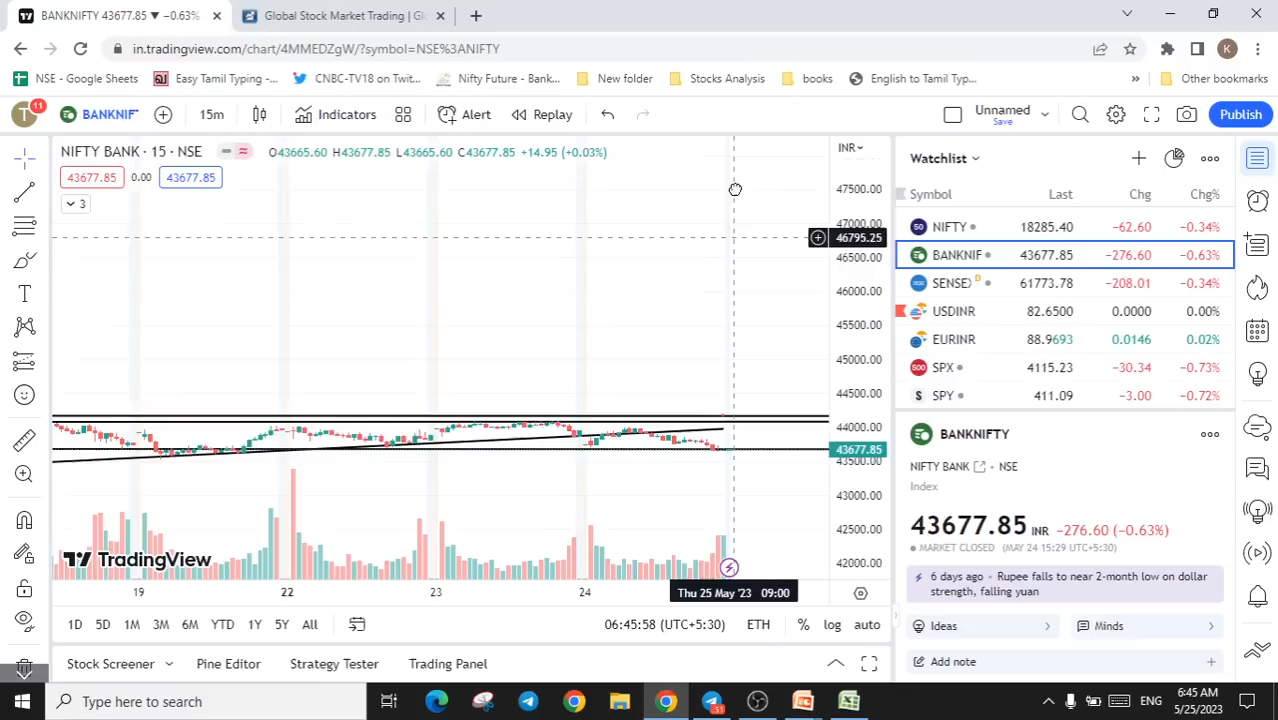 BANKNIFTY 43677.85 ▼ −0.63%
Global Stock Market Trading | Glo
in.tradingview.com/chart/4MMEDZgW/?symbol=NSE%3ANIFTY
K
NSE - Google Sheets
Easy Tamil Typing -...
CNBC-TV18 on Twit...
Nifty Future - Bank...
New folder
Stocks Analysis
books
English to Tamil Typ...
»
Other bookmarks
T
11
BANKNIFT
15m
Indicators
Alert
Replay
Unnamed
Save
Publish
NIFTY BANK · 15 · NSE
O43665.60 H43677.85 L43665.60 C43677.85 +14.95 (+0.03%)
INR
43677.85
0.00
43677.85
3
47500.00
47000.00
46795.25
46500.00
46000.00
45500.00
45000.00
44500.00
44000.00
43677.85
43500.00
43000.00
42500.00
42000.00
TradingView
19
22
23
24
Thu 25 May '23 09:00
1D
5D
1M
3M
6M
YTD
1Y
5Y
All
06:45:58 (UTC+5:30)
ETH
%
log
auto
Stock Screener
Pine Editor
Strategy Tester
Trading Panel
Watchlist
Symbol Last Chg Chg%
50 NIFTY 18285.40 −62.60 −0.34%
BANKNIF 43677.85 −276.60 −0.63%
SENSEX D 61773.78 −208.01 −0.34%
USDINR 82.6500 0.0000 0.00%
EURINR 88.9693 0.0146 0.02%
500 SPX 4115.23 −30.34 −0.73%
$ SPY 411.09 −3.00 −0.72%
BANKNIFTY
NIFTY BANK · NSE
Index
43677.85 INR −276.60 (−0.63%)
MARKET CLOSED (MAY 24 15:29 UTC+5:30)
6 days ago · Rupee falls to near 2-month low on dollar
strength, falling yuan
Ideas
Minds
Add note
Type here to search
51
ENG
6:45 AM
5/25/2023